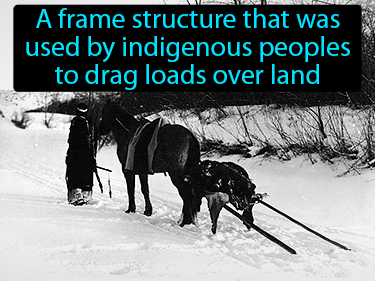 A frame structure that was
used by indigenous peoples
to drag loads over land